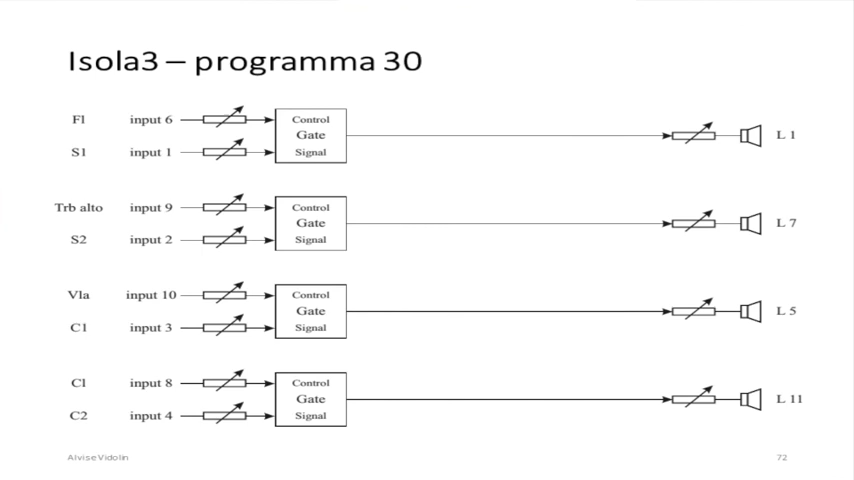 Isola3 – programma 30
Fl input 6 Control
Gate L 1
S1 input 1 Signal
Trb alto input 9 Control
Gate L 7
S2 input 2 Signal
Vla input 10 Control
Gate L 5
C1 input 3 Signal
Cl input 8 Control
Gate L 11
C2 input 4 Signal
Alvise Vidolin 72